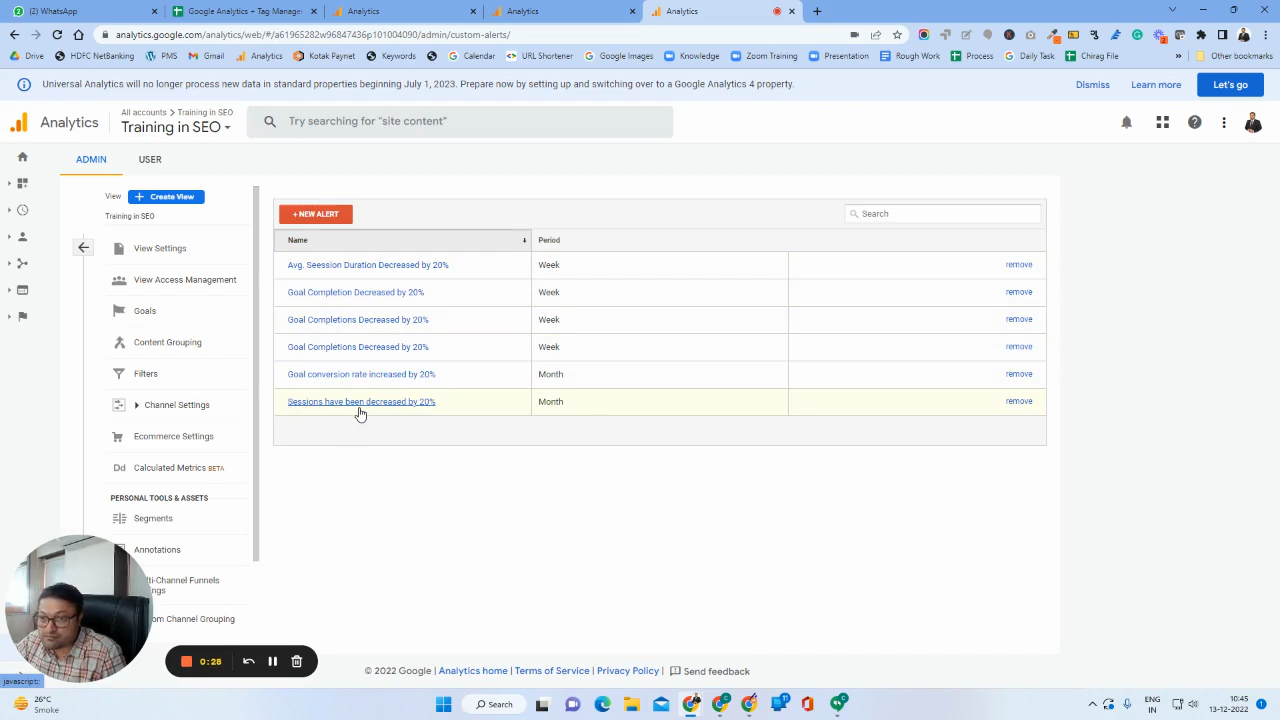 WhatsApp
Google Analytics + Tag Manage
Analytics
Analytics
Analytics
analytics.google.com/analytics/web/#/a61965282w96847436p101004090/admin/custom-alerts/
Drive
HDFC NetBanking
PMS
Gmail
Analytics
Kotak Payment
Keywords
Calendar
URL Shortener
Google Images
Knowledge
Zoom Training
Presentation
Rough Work
Process
Daily Task
Chirag File
»
Other bookmarks
Universal Analytics will no longer process new data in standard properties beginning July 1, 2023. Prepare now by setting up and switching over to a Google Analytics 4 property.
Dismiss
Learn more
Let's go
Analytics
All accounts > Training in SEO
Training in SEO
Try searching for "site content"
ADMIN
USER
View
+ Create View
Training in SEO
View Settings
View Access Management
Goals
Content Grouping
Filters
Channel Settings
Ecommerce Settings
Dd Calculated Metrics BETA
PERSONAL TOOLS & ASSETS
Segments
Annotations
lti-Channel Funnels
ngs
om Channel Grouping
+ NEW ALERT
Search
Name
Period
Avg. Seession Duration Decreased by 20% Week remove
Goal Completion Decreased by 20% Week remove
Goal Completions Decreased by 20% Week remove
Goal Completions Decreased by 20% Week remove
Goal conversion rate increased by 20% Month remove
Sessions have been decreased by 20% Month remove
0:28
© 2022 Google | Analytics home | Terms of Service | Privacy Policy | Send feedback
javascript:
26°C
Smoke
Search
ENG
IN
10:45
13-12-2022